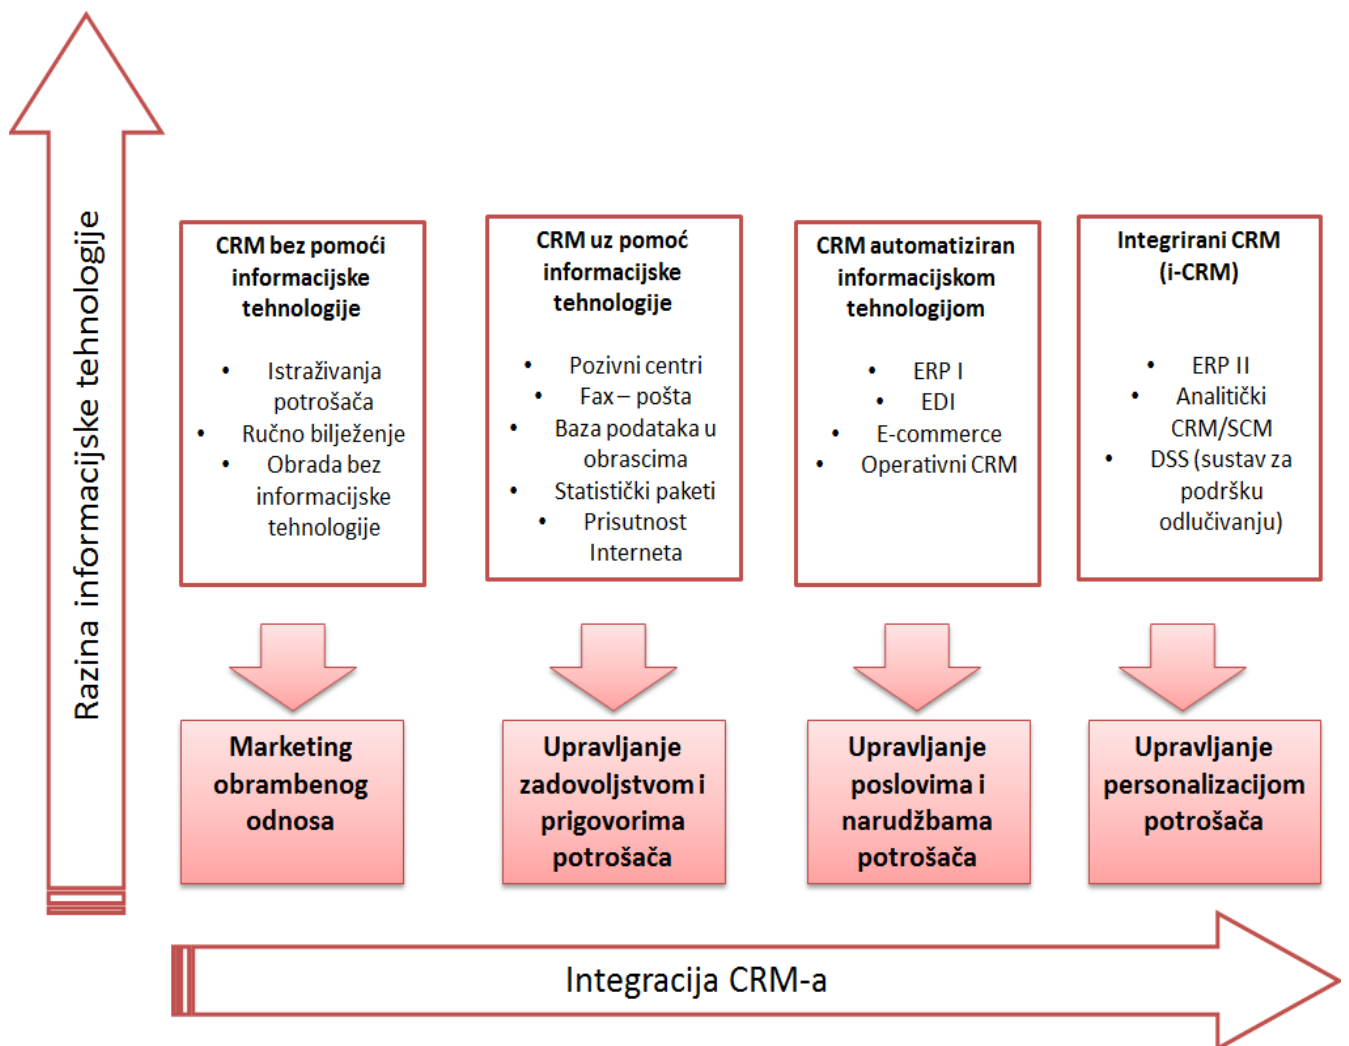 Razina informacijske tehnologije
CRM bez pomoći
informacijske
tehnologije
• Istraživanja
potrošača
• Ručno bilježenje
• Obrada bez
informacijske
tehnologije
CRM uz pomoć
informacijske
tehnologije
• Pozivni centri
• Fax – pošta
• Baza podataka u
obrascima
• Statistički paketi
• Prisutnost
Interneta
CRM automatiziran
informacijskom
tehnologijom
• ERP I
• EDI
• E-commerce
• Operativni CRM
Integrirani CRM
(i-CRM)
• ERP II
• Analitički
CRM/SCM
• DSS (sustav za
podršku
odlučivanju)
Marketing
obrambenog
odnosa
Upravljanje
zadovoljstvom i
prigovorima
potrošača
Upravljanje
poslovima i
narudžbama
potrošača
Upravljanje
personalizacijom
potrošača
Integracija CRM-a